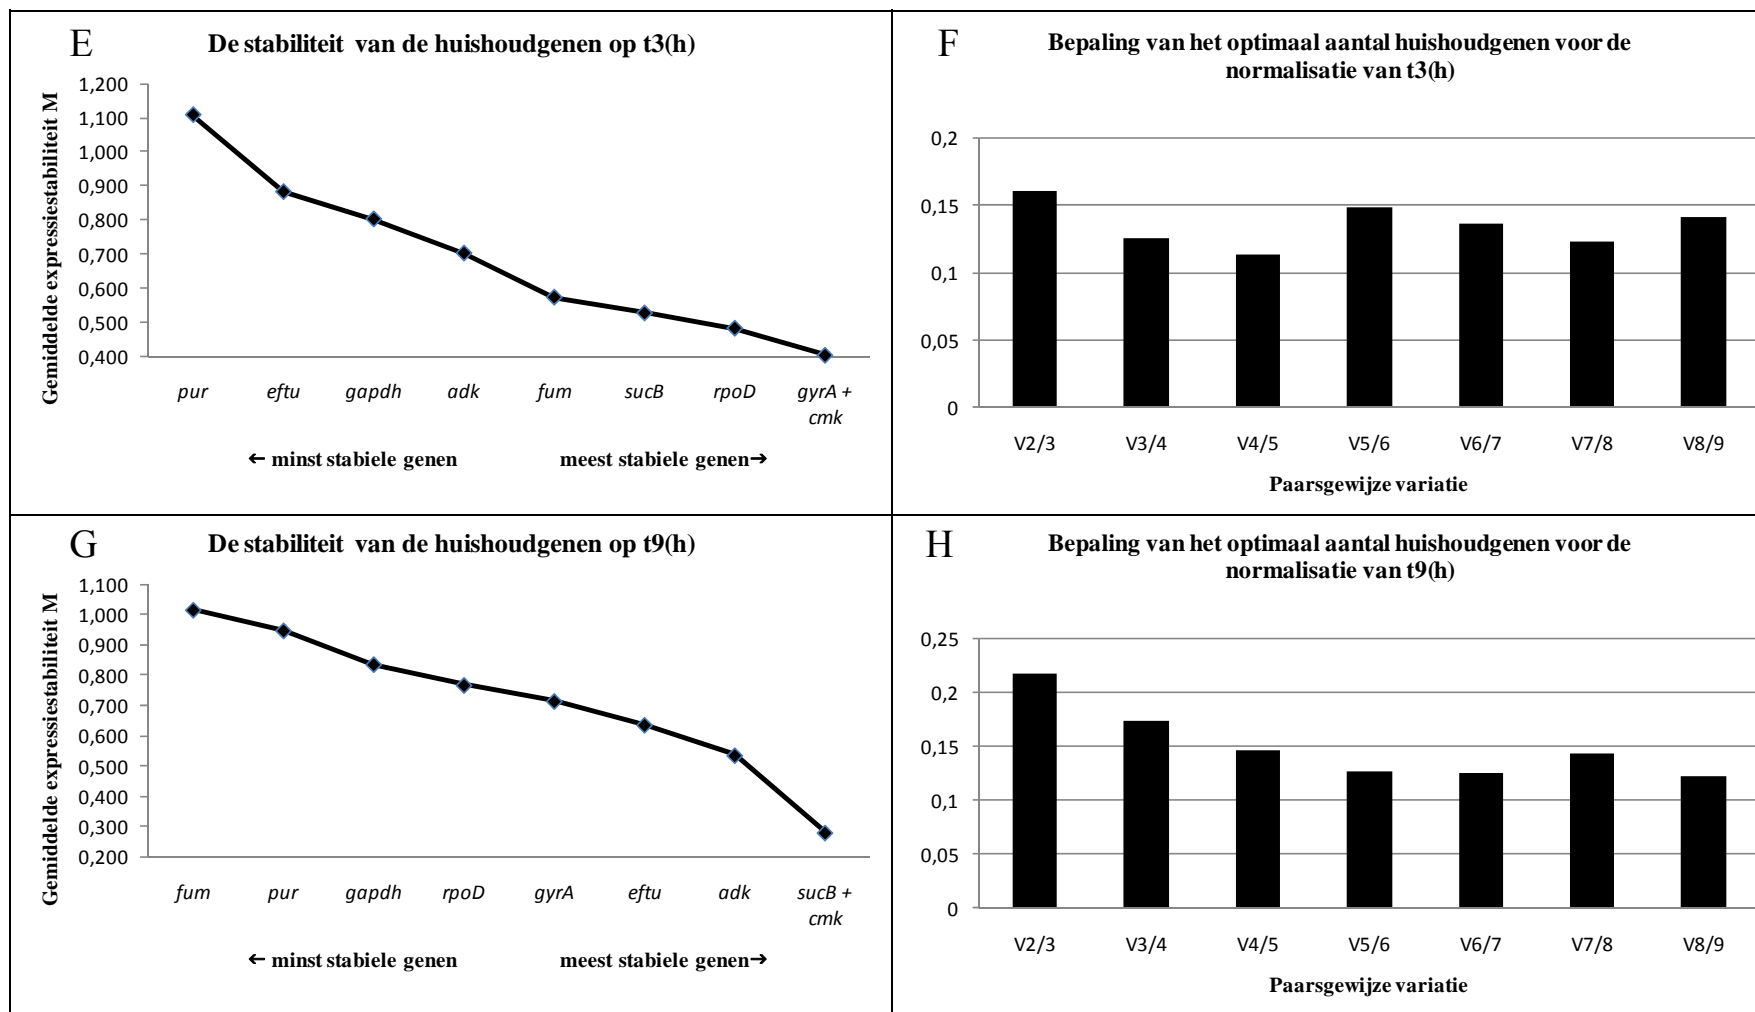 E
De stabiliteit van de huishoudgenen op t3(h)
Gemiddelde expressiestabiliteit M
1,200
1,100
1,000
0,900
0,800
0,700
0,600
0,500
0,400
pur
eftu
gapdh
adk
fum
sucB
rpoD
gyrA +
cmk
← minst stabiele genen
meest stabiele genen→
F
Bepaling van het optimaal aantal huishoudgenen voor de
normalisatie van t3(h)
0,2
0,15
0,1
0,05
0
V2/3
V3/4
V4/5
V5/6
V6/7
V7/8
V8/9
Paarsgewijze variatie
G
De stabiliteit van de huishoudgenen op t9(h)
Gemiddelde expressiestabiliteit M
1,100
1,000
0,900
0,800
0,700
0,600
0,500
0,400
0,300
0,200
fum
pur
gapdh
rpoD
gyrA
eftu
adk
sucB +
cmk
← minst stabiele genen
meest stabiele genen→
H
Bepaling van het optimaal aantal huishoudgenen voor de
normalisatie van t9(h)
0,25
0,2
0,15
0,1
0,05
0
V2/3
V3/4
V4/5
V5/6
V6/7
V7/8
V8/9
Paarsgewijze variatie